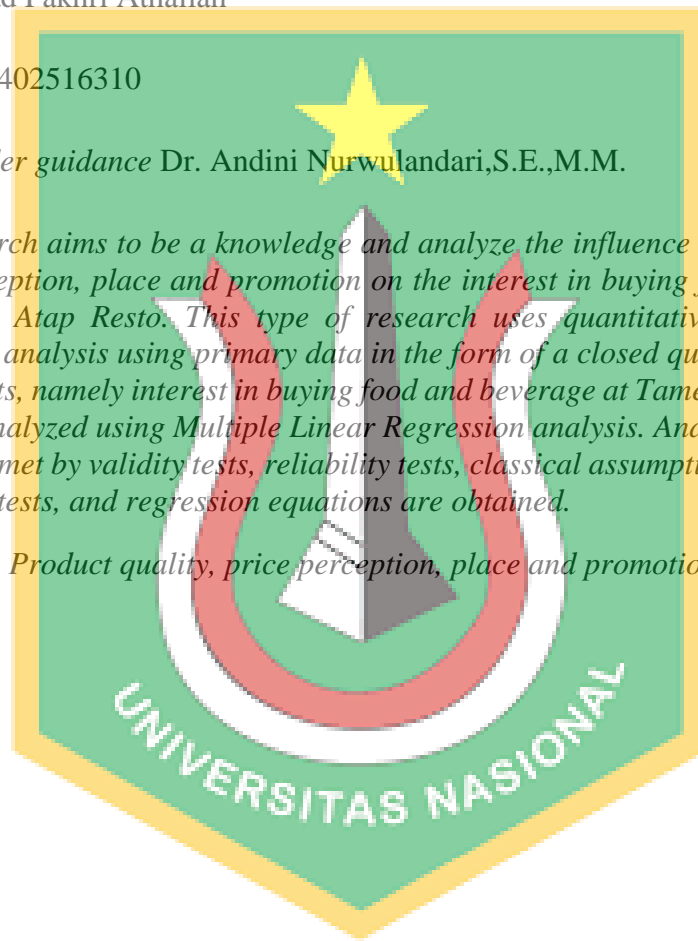 ad Fakhri Athallah
402516310
er guidance Dr. Andini Nurwulandari,S.E.,M.M.
rch aims to be a knowledge and analyze the influence
eption, place and promotion on the interest in buying
Atap Resto. This type of research uses quantitativ
analysis using primary data in the form of a closed qu
ts, namely interest in buying food and beverage at Tame
nalyzed using Multiple Linear Regression analysis. And
met by validity tests, reliability tests, classical assumpti
tests, and regression equations are obtained.
Product quality, price perception, place and promotio
UNIVERSITAS NASIONAL